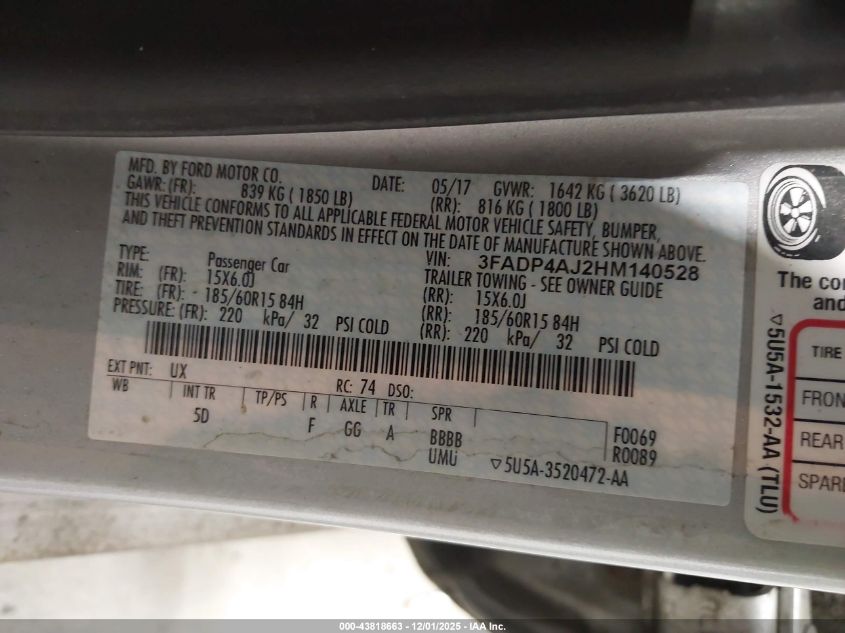 MFD. BY FORD MOTOR CO.
DATE: 05/17 GVWR: 1642 KG ( 3620 LB)
GAWR: (FR): 839 KG ( 1850 LB) (RR): 816 KG ( 1800 LB)
THIS VEHICLE CONFORMS TO ALL APPLICABLE FEDERAL MOTOR VEHICLE SAFETY, BUMPER,
AND THEFT PREVENTION STANDARDS IN EFFECT ON THE DATE OF MANUFACTURE SHOWN ABOVE.
VIN: 3FADP4AJ2HM140528
TYPE: Passenger Car TRAILER TOWING - SEE OWNER GUIDE
RIM: (FR): 15X6.0J (RR): 15X6.0J
TIRE: (FR): 185/60R15 84H (RR): 185/60R15 84H
PRESSURE: (FR): 220 kPa/ 32 PSI COLD (RR): 220 kPa/ 32 PSI COLD
EXT PNT: UX RC: 74 DSO:
WB INT TR TP/PS R AXLE TR SPR
5D F GG A BBBB F0069
UMU R0089
▽5U5A-3520472-AA
The co
and
▽5U5A-1532-AA (TLU)
TIRE
FRON
REAR
SPAR
000-43818663 - 12/01/2025 - IAA Inc.